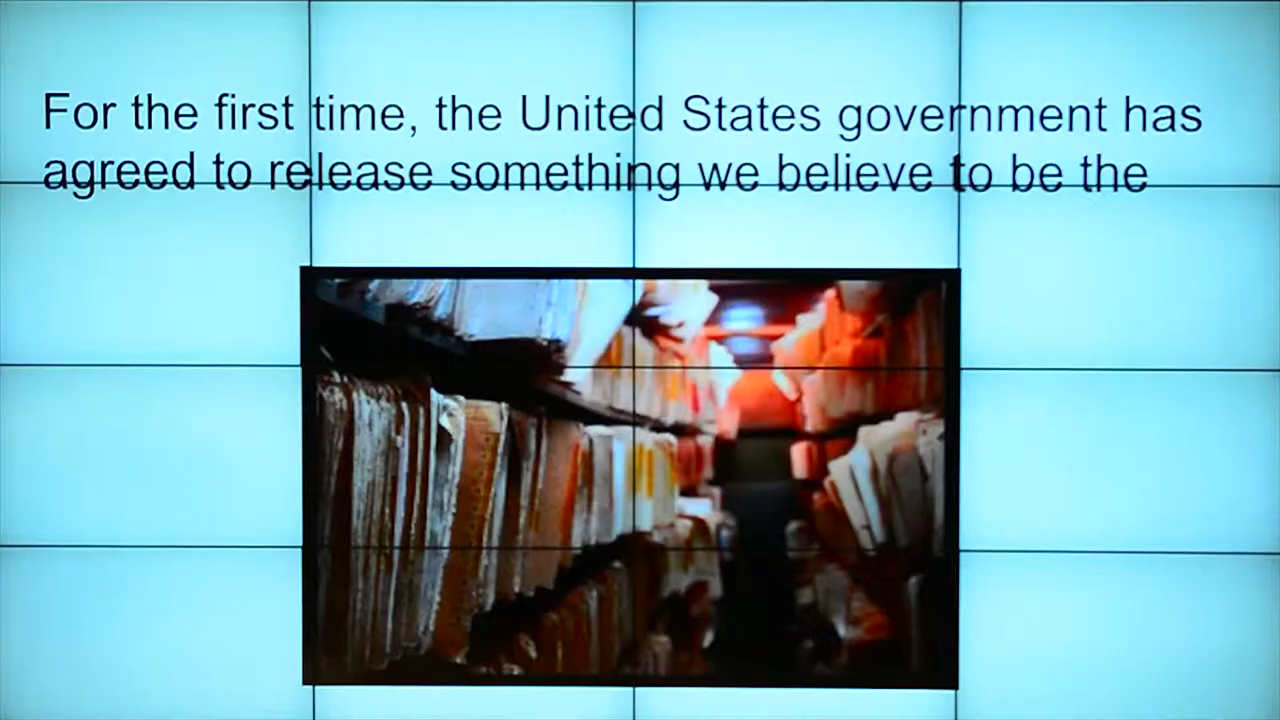 For the first time, the United States government has
agreed to release something we believe to be the